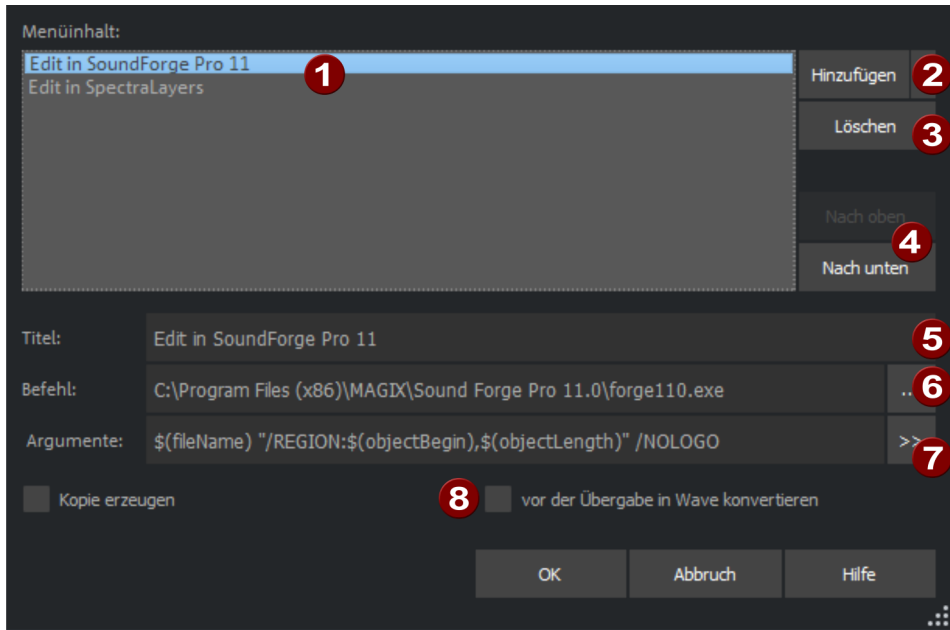 Menüinhalt:
Edit in SoundForge Pro 11
1
Edit in SpectraLayers
Hinzufügen
2
Löschen
3
Nach oben
4
Nach unten
Titel:
Edit in SoundForge Pro 11
5
Befehl:
C:\Program Files (x86)\MAGIX\Sound Forge Pro 11.0\forge110.exe
6
Argumente:
$(fileName) "/REGION:$(objectBegin),$(objectLength)" /NOLOGO
>>
7
Kopie erzeugen
8
vor der Übergabe in Wave konvertieren
OK
Abbruch
Hilfe